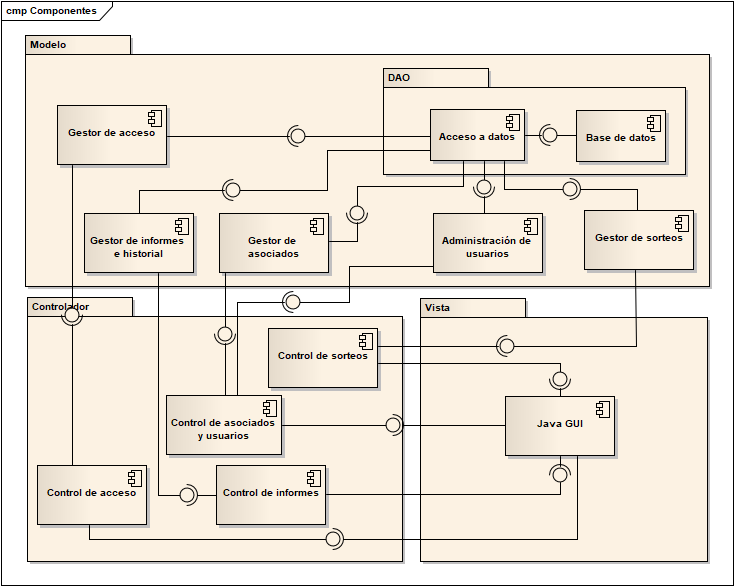 cmp Componentes
Modelo
DAO
Gestor de acceso
Acceso a datos
Base de datos
Gestor de informes
e historial
Gestor de
asociados
Administración de
usuarios
Gestor de sorteos
Controlador
Vista
Control de sorteos
Control de asociados
y usuarios
Java GUI
Control de acceso
Control de informes